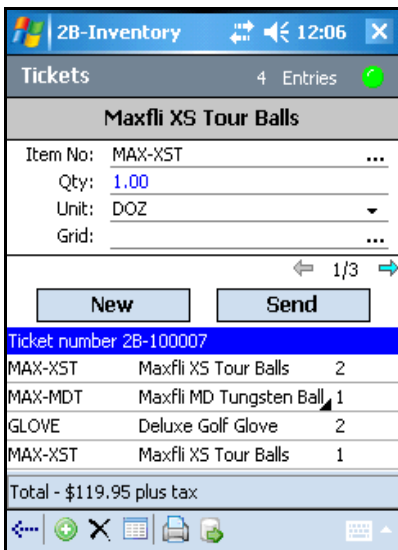 2B-Inventory 12:06
Tickets 4 Entries
Maxfli XS Tour Balls
Item No: MAX-XST ...
Qty: 1.00
Unit: DOZ
Grid: ...
1/3
New Send
Ticket number 2B-100007
MAX-XST Maxfli XS Tour Balls 2
MAX-MDT Maxfli MD Tungsten Ball 1
GLOVE Deluxe Golf Glove 2
MAX-XST Maxfli XS Tour Balls 1
Total - $119.95 plus tax